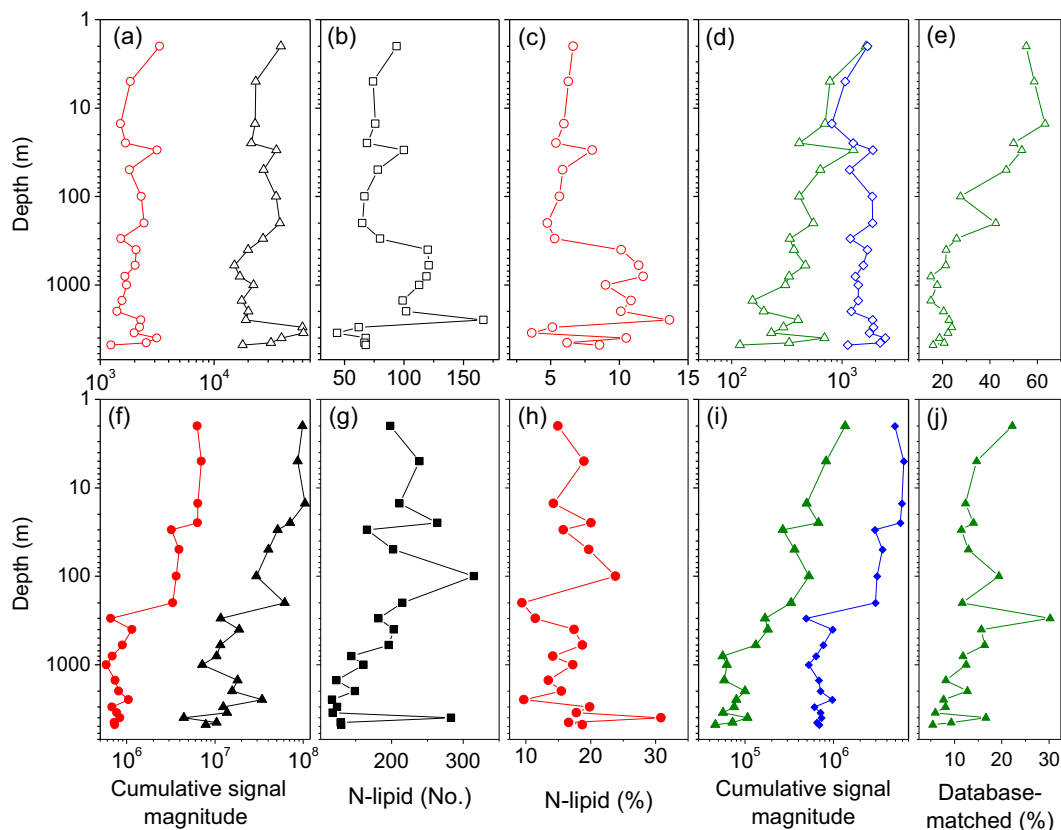 (a) (b) (c) (d) (e)
1
10
100
1000
Depth (m)
10³ 10⁴ 50 100 150 5 10 15 10² 10³ 20 40 60
(f) (g) (h) (i) (j)
1
10
100
1000
Depth (m)
10⁶ 10⁷ 10⁸ 100 200 300 10 20 30 10⁵ 10⁶ 10 20 30
Cumulative signal
magnitude
N-lipid (No.)
N-lipid (%)
Cumulative signal
magnitude
Database-
matched (%)